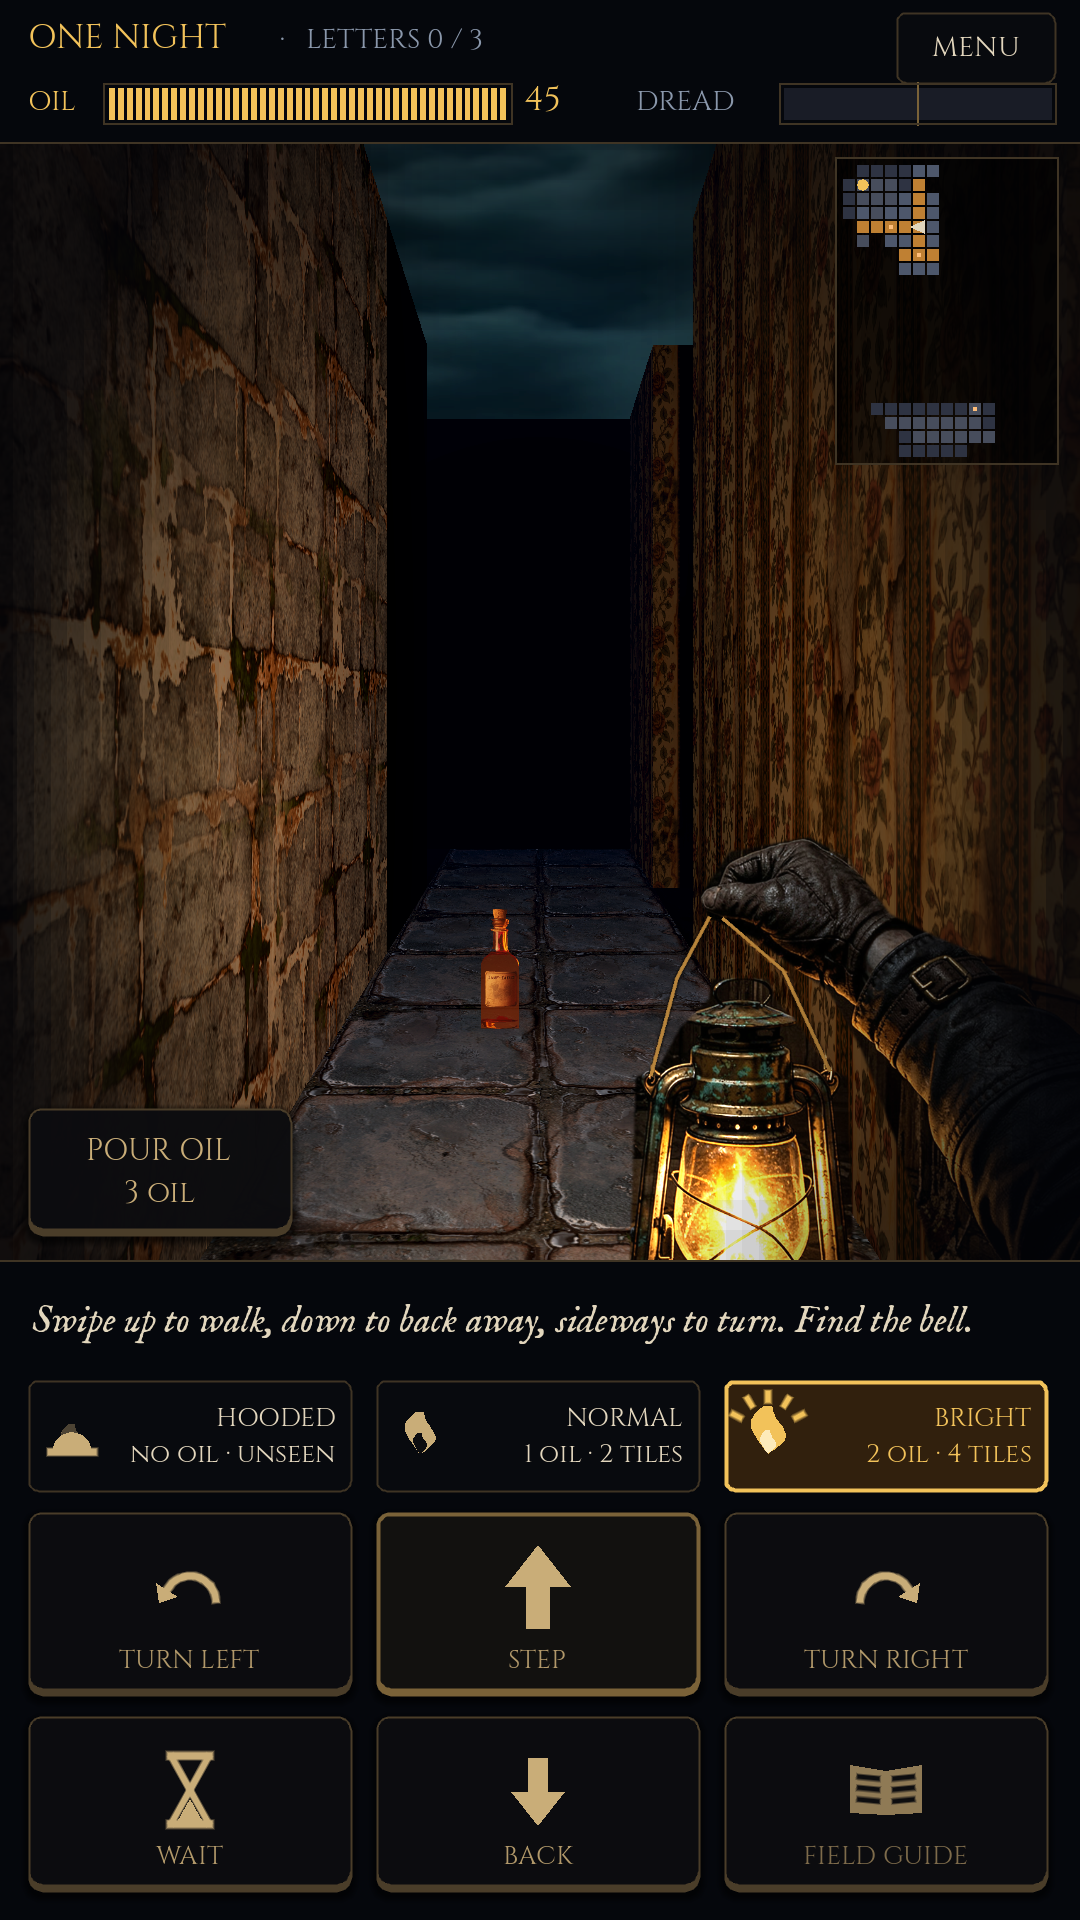 ONE NIGHT · LETTERS 0 / 3
MENU
OIL 45 DREAD
POUR OIL
3 OIL
Swipe up to walk, down to back away, sideways to turn. Find the bell.
HOODED
NO OIL · UNSEEN
NORMAL
1 OIL · 2 TILES
BRIGHT
2 OIL · 4 TILES
TURN LEFT
STEP
TURN RIGHT
WAIT
BACK
FIELD GUIDE